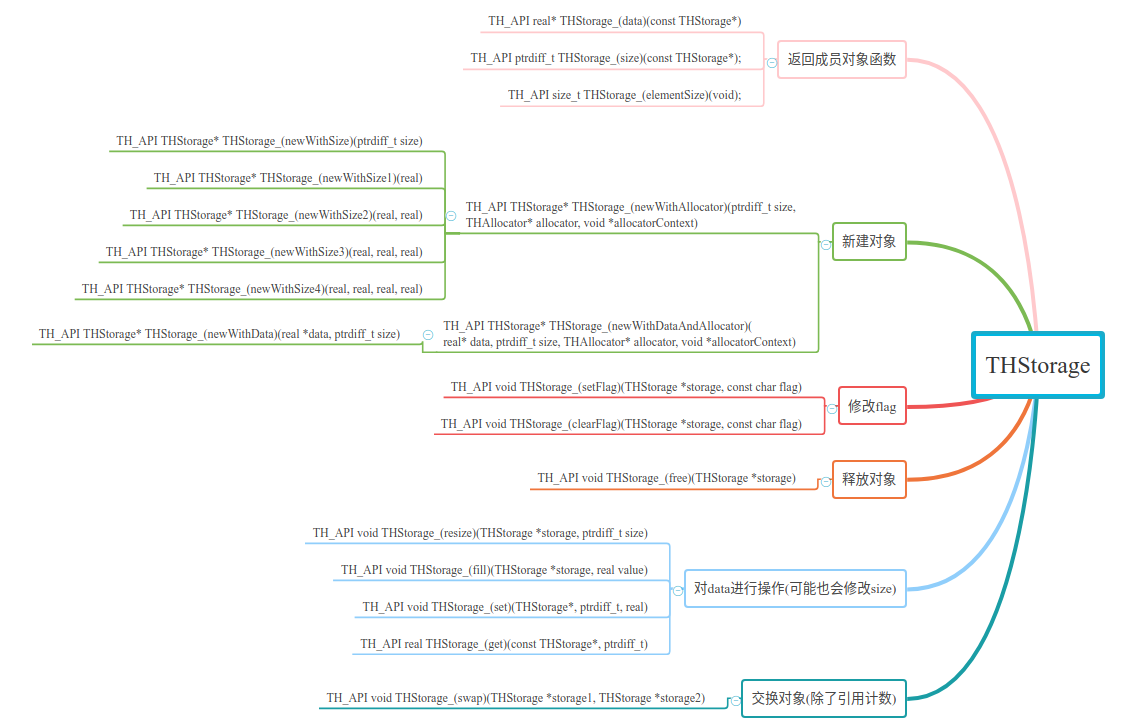 TH_API real* THStorage_(data)(const THStorage*)
TH_API ptrdiff_t THStorage_(size)(const THStorage*);
TH_API size_t THStorage_(elementSize)(void);
返回成员对象函数
TH_API THStorage* THStorage_(newWithSize)(ptrdiff_t size)
TH_API THStorage* THStorage_(newWithSize1)(real)
TH_API THStorage* THStorage_(newWithSize2)(real, real)
TH_API THStorage* THStorage_(newWithSize3)(real, real, real)
TH_API THStorage* THStorage_(newWithSize4)(real, real, real, real)
TH_API THStorage* THStorage_(newWithAllocator)(ptrdiff_t size,
THAllocator* allocator, void *allocatorContext)
TH_API THStorage* THStorage_(newWithData)(real *data, ptrdiff_t size)
TH_API THStorage* THStorage_(newWithDataAndAllocator)(
real* data, ptrdiff_t size, THAllocator* allocator, void *allocatorContext)
新建对象
THStorage
TH_API void THStorage_(setFlag)(THStorage *storage, const char flag)
TH_API void THStorage_(clearFlag)(THStorage *storage, const char flag)
修改flag
TH_API void THStorage_(free)(THStorage *storage)
释放对象
TH_API void THStorage_(resize)(THStorage *storage, ptrdiff_t size)
TH_API void THStorage_(fill)(THStorage *storage, real value)
TH_API void THStorage_(set)(THStorage*, ptrdiff_t, real)
TH_API real THStorage_(get)(const THStorage*, ptrdiff_t)
对data进行操作(可能也会修改size)
TH_API void THStorage_(swap)(THStorage *storage1, THStorage *storage2)
交换对象(除了引用计数)